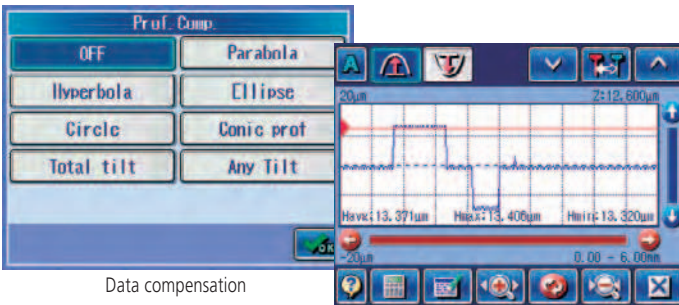 Prof. Comp.
OFF
Parabola
Hyperbola
Ellipse
Circle
Conic prof
Total tilt
Any Tilt
OK
Data compensation
A
20µm
Z:12.600µm
Have:13.371µm
Hmax:13.406µm
Hmin:13.320µm
-20µm
0.00 - 6.00mm